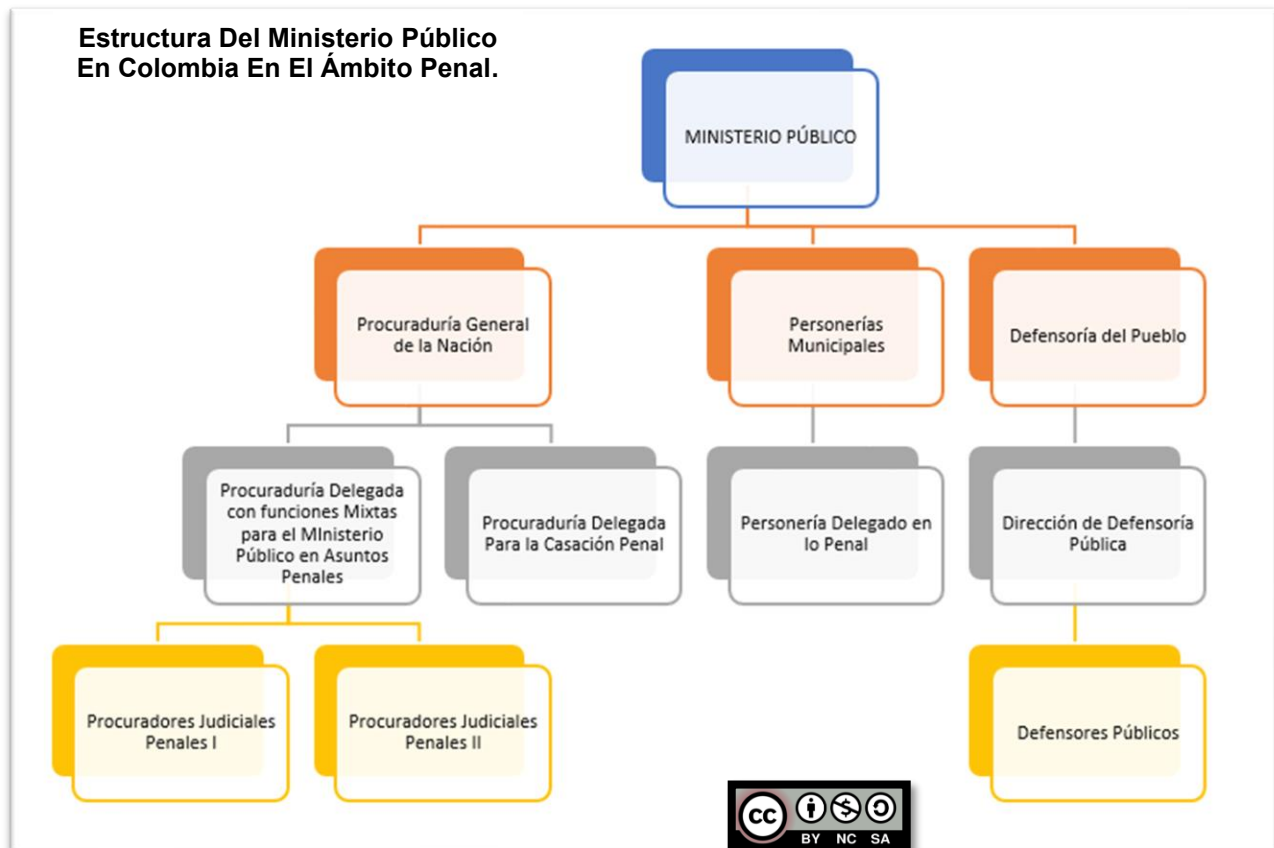 Estructura Del Ministerio Público
En Colombia En El Ámbito Penal.
MINISTERIO PÚBLICO
Procuraduría General
de la Nación
Personerías
Municipales
Defensoría del Pueblo
Procuraduría Delegada
con funciones Mixtas
para el MInisterio
Público en Asuntos
Penales
Procuraduría Delegada
Para la Casación Penal
Personería Delegado en
lo Penal
Dirección de Defensoría
Pública
Procuradores Judiciales
Penales I
Procuradores Judiciales
Penales II
Defensores Públicos
cc
BY NC SA